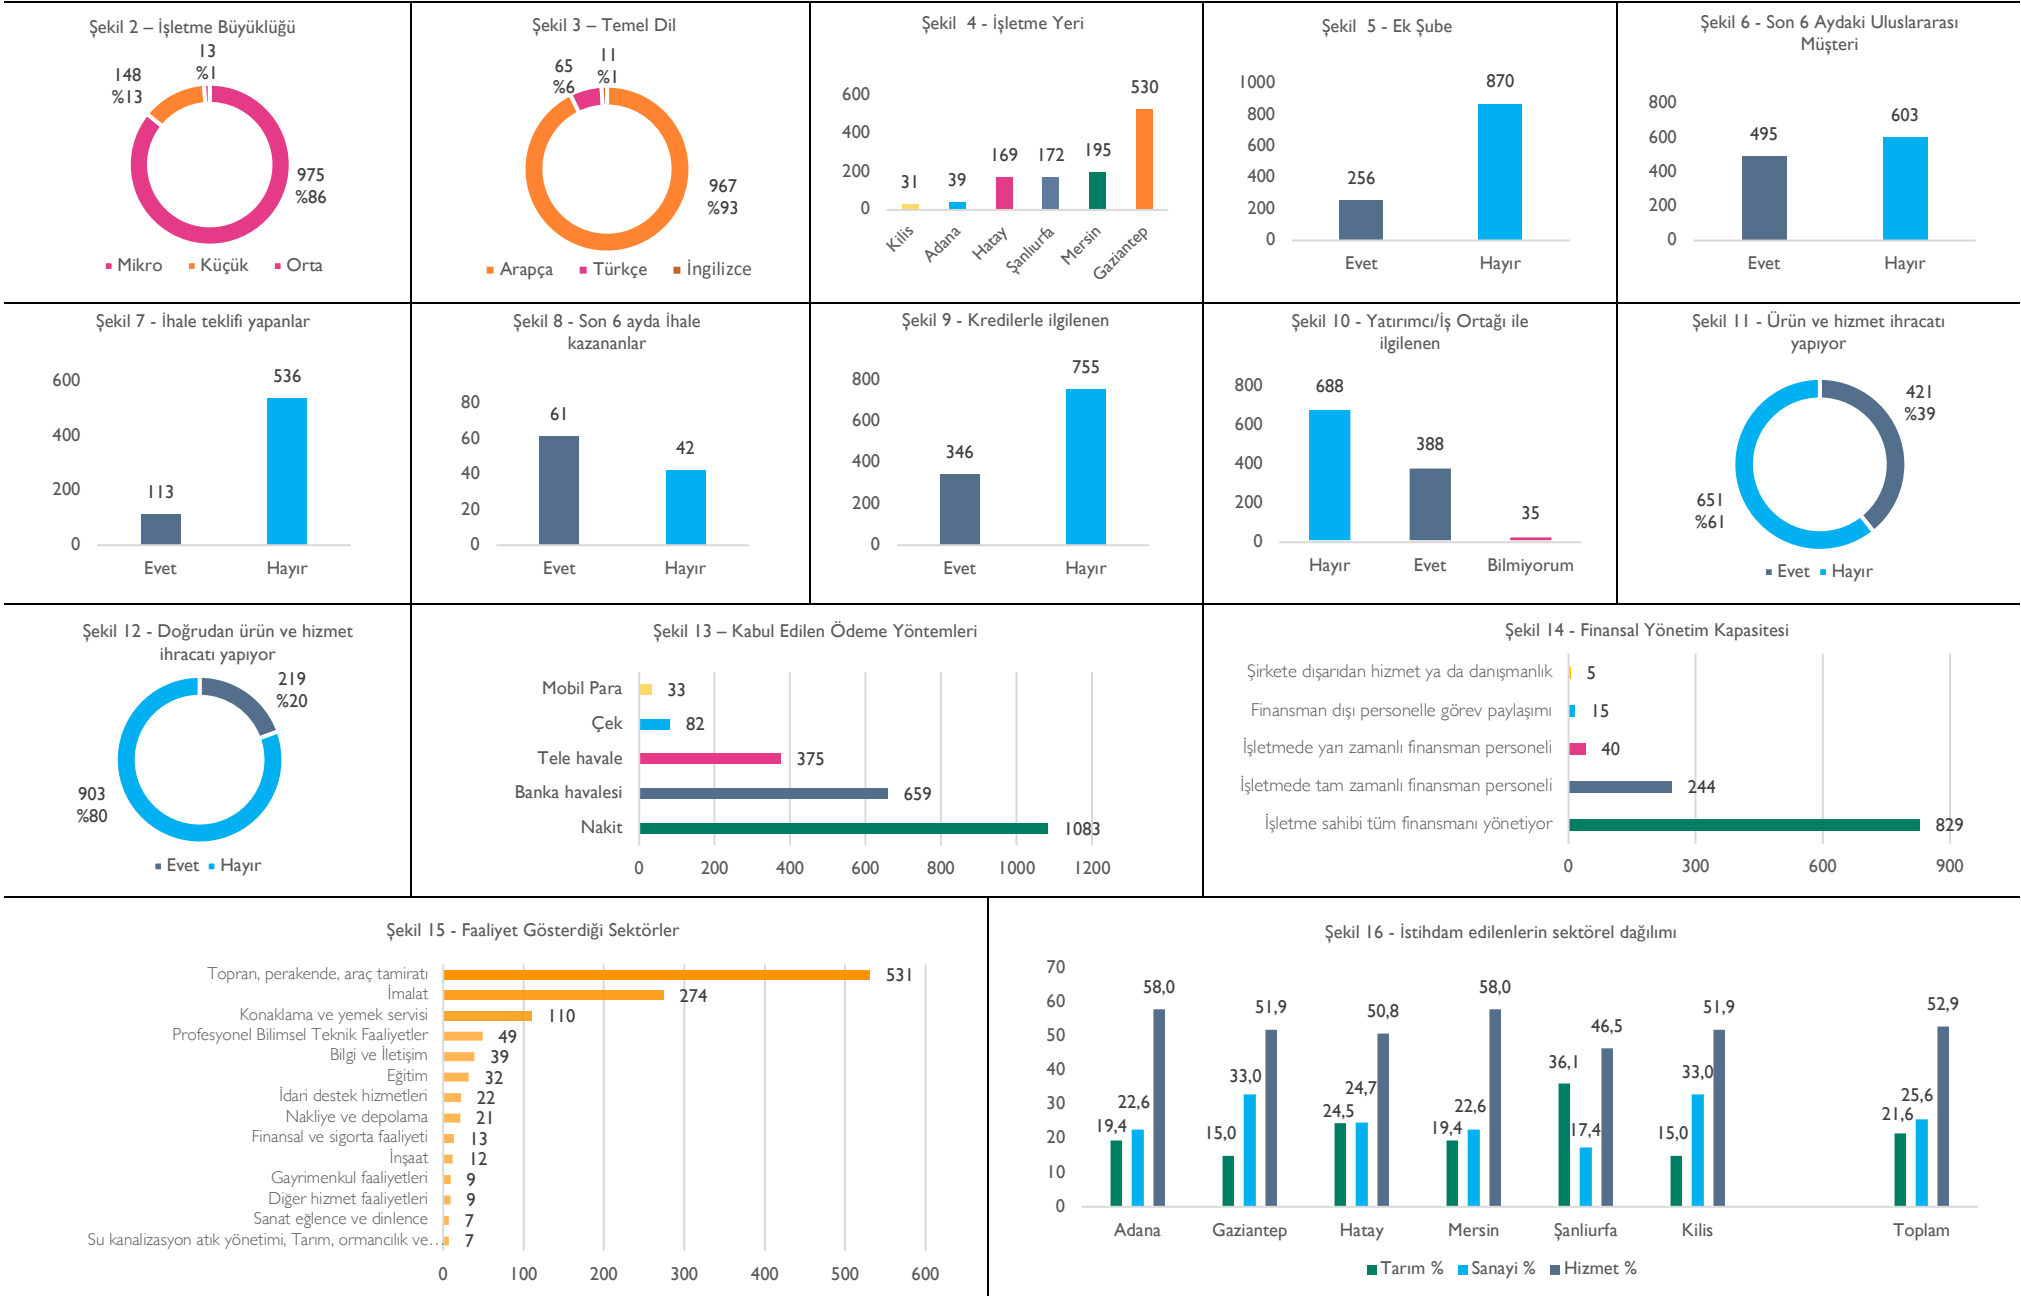 Şekil 2 – İşletme Büyüklüğü
13
%1
148
%13
975
%86
Mikro Küçük Orta
Şekil 3 – Temel Dil
11
%1
65
%6
967
%93
Arapça Türkçe İngilizce
Şekil 4 - İşletme Yeri
600
400
200
0
31
39
169
172
195
530
Kilis
Adana
Hatay
Şanlıurfa
Mersin
Gaziantep
Şekil 5 - Ek Şube
1000
800
600
400
200
0
256
870
Evet Hayır
Şekil 6 - Son 6 Aydaki Uluslararası
Müşteri
800
600
400
200
0
495
603
Evet Hayır
Şekil 7 - İhale teklifi yapanlar
600
400
200
0
113
536
Evet Hayır
Şekil 8 - Son 6 ayda İhale
kazananlar
80
60
40
20
0
61
42
Evet Hayır
Şekil 9 - Kredilerle ilgilenen
800
600
400
200
0
346
755
Evet Hayır
Şekil 10 - Yatırımcı/İş Ortağı ile
ilgilenen
800
600
400
200
0
688
388
35
Hayır Evet Bilmiyorum
Şekil 11 - Ürün ve hizmet ihracatı
yapıyor
421
%39
651
%61
Evet Hayır
Şekil 12 - Doğrudan ürün ve hizmet
ihracatı yapıyor
219
%20
903
%80
Evet Hayır
Şekil 13 – Kabul Edilen Ödeme Yöntemleri
Mobil Para 33
Çek 82
Tele havale 375
Banka havalesi 659
Nakit 1083
0 200 400 600 800 1000 1200
Şekil 14 - Finansal Yönetim Kapasitesi
Şirkete dışarıdan hizmet ya da danışmanlık 5
Finansman dışı personelle görev paylaşımı 15
İşletmede yarı zamanlı finansman personeli 40
İşletmede tam zamanlı finansman personeli 244
İşletme sahibi tüm finansmanı yönetiyor 829
0 300 600 900
Şekil 15 - Faaliyet Gösterdiği Sektörler
Topran, perakende, araç tamiratı 531
İmalat 274
Konaklama ve yemek servisi 110
Profesyonel Bilimsel Teknik Faaliyetler 49
Bilgi ve İletişim 39
Eğitim 32
İdari destek hizmetleri 22
Nakliye ve depolama 21
Finansal ve sigorta faaliyeti 13
İnşaat 12
Gayrimenkul faaliyetleri 9
Diğer hizmet faaliyetleri 9
Sanat eğlence ve dinlence 7
Su kanalizasyon atık yönetimi, Tarım, ormancılık ve… 7
0 100 200 300 400 500 600
Şekil 16 - İstihdam edilenlerin sektörel dağılımı
70
60
50
40
30
20
10
0
19,4 22,6 58,0
15,0 33,0 51,9
24,5 24,7 50,8
19,4 22,6 58,0
36,1 17,4 46,5
15,0 33,0 51,9
21,6 25,6 52,9
Adana Gaziantep Hatay Mersin Şanlıurfa Kilis Toplam
Tarım % Sanayi % Hizmet %